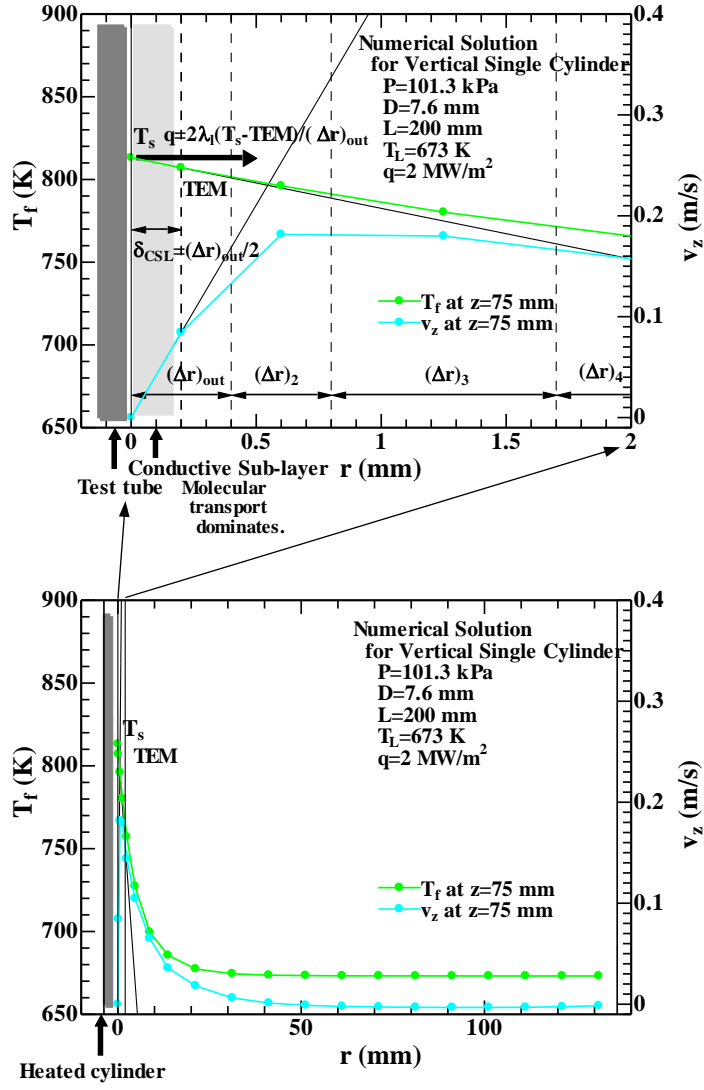 900
850
800
750
700
650
T_f (K)
0.4
0.3
0.2
0.1
0
v_z (m/s)
Numerical Solution
for Vertical Single Cylinder
P=101.3 kPa
D=7.6 mm
L=200 mm
T_L=673 K
q=2 MW/m²
T_s q=2λ_l(T_s-TEM)/(Δr)_out
TEM
δ_CSL=(Δr)_out/2
T_f at z=75 mm
v_z at z=75 mm
(Δr)_out
(Δr)_2
(Δr)_3
(Δr)_4
0
0.5
1
1.5
2
r (mm)
Conductive Sub-layer
Test tube
Molecular
transport
dominates.
900
850
800
750
700
650
T_f (K)
0.4
0.3
0.2
0.1
0
v_z (m/s)
Numerical Solution
for Vertical Single Cylinder
P=101.3 kPa
D=7.6 mm
L=200 mm
T_L=673 K
q=2 MW/m²
T_s
TEM
T_f at z=75 mm
v_z at z=75 mm
0
50
100
r (mm)
Heated cylinder